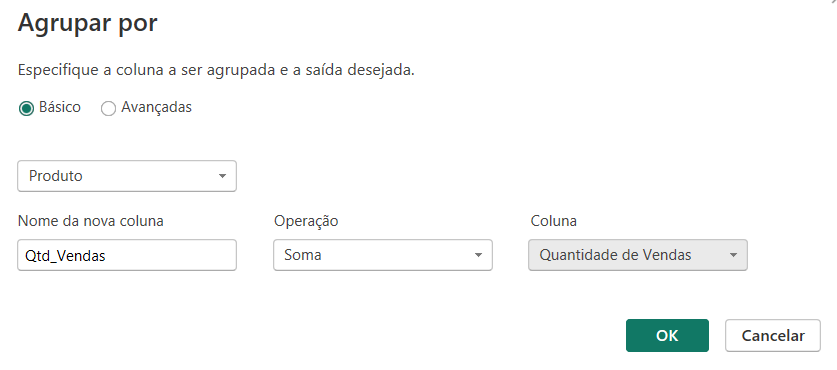 Agrupar por
Especifique a coluna a ser agrupada e a saída desejada.
Básico Avançadas
Produto
Nome da nova coluna Operação Coluna
Qtd_Vendas Soma Quantidade de Vendas
OK Cancelar